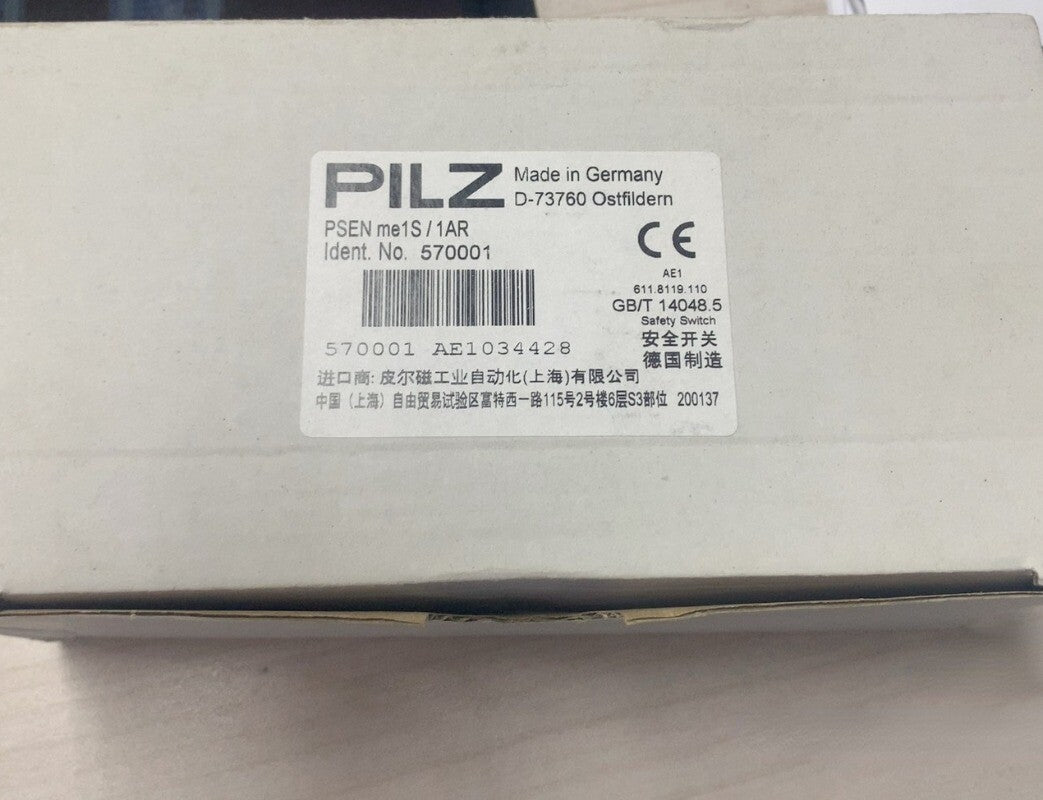 PILZ
Made in Germany
D-73760 Ostfildern
PSEN me1S / 1AR
Ident. No. 570001
CE
AE1
611.8119.110
GB/T 14048.5
Safety Switch
安全开关
德国制造
570001 AE1034428
进口商: 皮尔磁工业自动化(上海)有限公司
中国（上海）自由贸易试验区富特西一路115号2号楼6层S3部位 200137